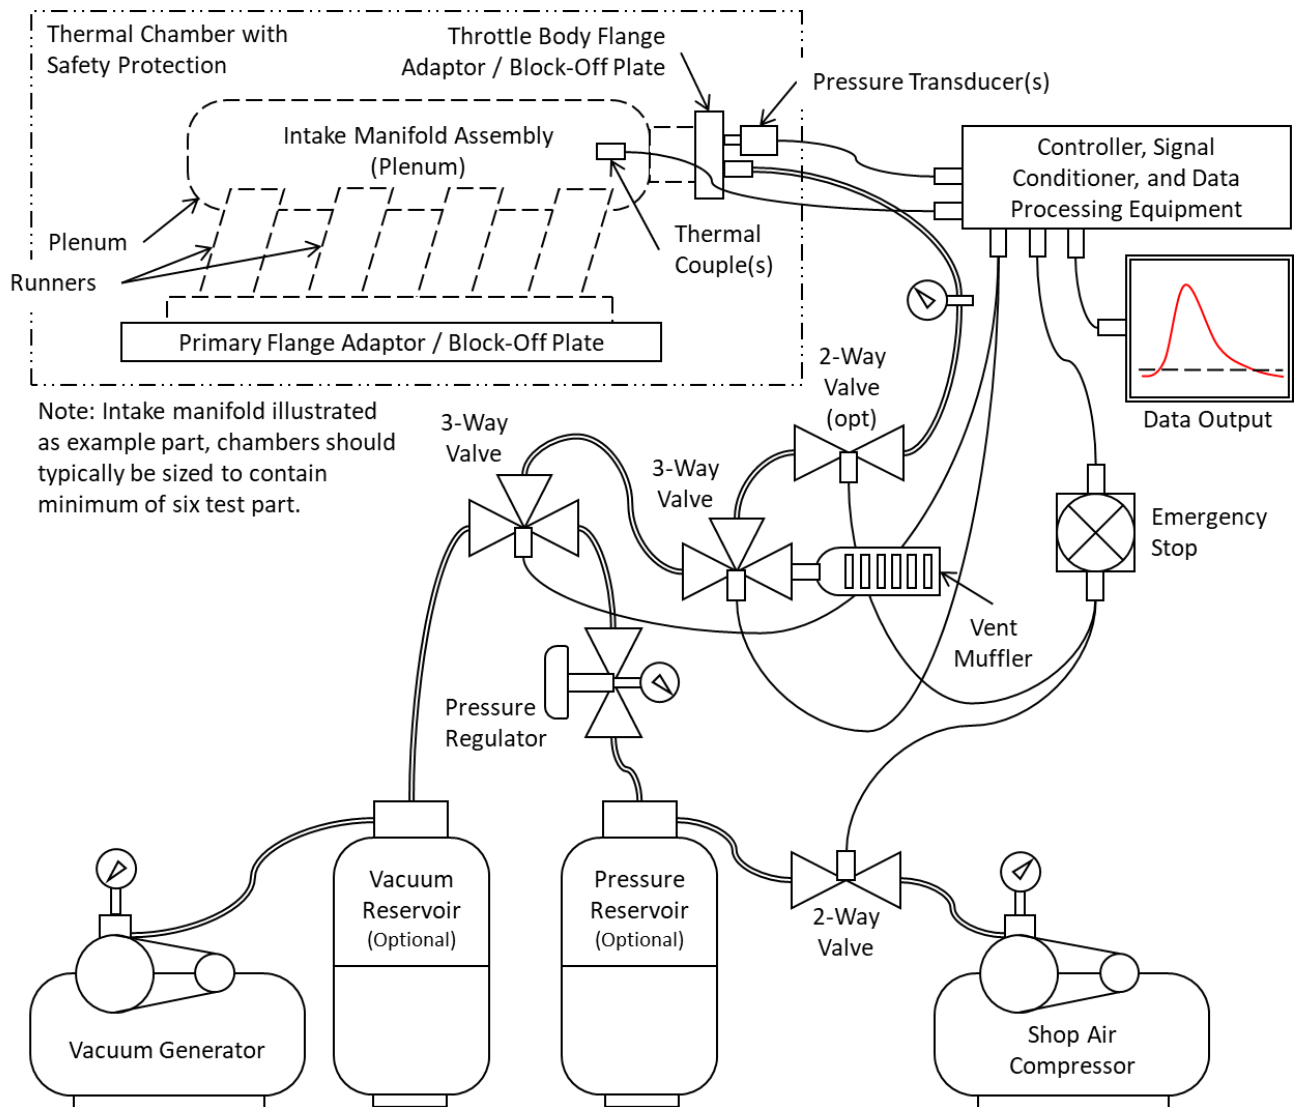 Thermal Chamber with
Safety Protection
Throttle Body Flange
Adaptor / Block-Off Plate
Pressure Transducer(s)
Intake Manifold Assembly
(Plenum)
Controller, Signal
Conditioner, and Data
Processing Equipment
Plenum
Runners
Thermal
Couple(s)
Primary Flange Adaptor / Block-Off Plate
Note: Intake manifold illustrated
as example part, chambers should
typically be sized to contain
minimum of six test part.
2-Way
Valve
(opt)
Data Output
3-Way
Valve
3-Way
Valve
Emergency
Stop
Vent
Muffler
Pressure
Regulator
Vacuum
Reservoir
(Optional)
Pressure
Reservoir
(Optional)
2-Way
Valve
Vacuum Generator
Shop Air
Compressor